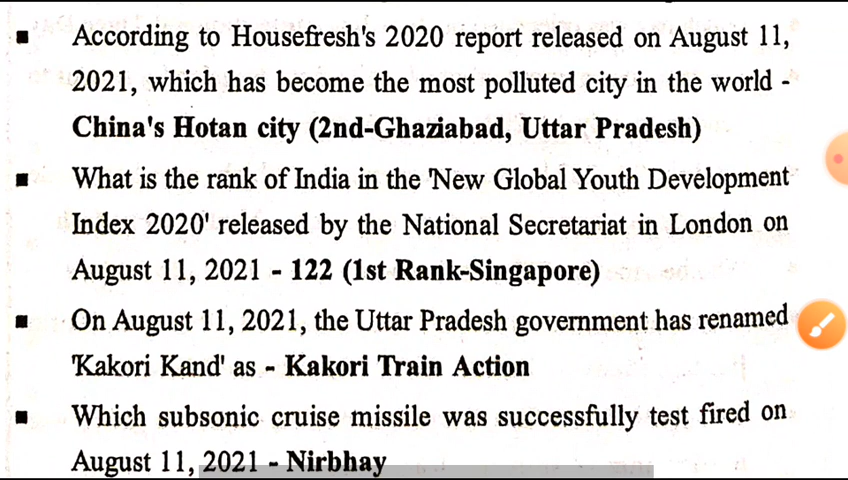 ▪ According to Housefresh's 2020 report released on August 11,
2021, which has become the most polluted city in the world -
China's Hotan city (2nd-Ghaziabad, Uttar Pradesh)
▪ What is the rank of India in the 'New Global Youth Development
Index 2020' released by the National Secretariat in London on
August 11, 2021 - 122 (1st Rank-Singapore)
▪ On August 11, 2021, the Uttar Pradesh government has renamed
'Kakori Kand' as - Kakori Train Action
▪ Which subsonic cruise missile was successfully test fired on
August 11, 2021 - Nirbhay